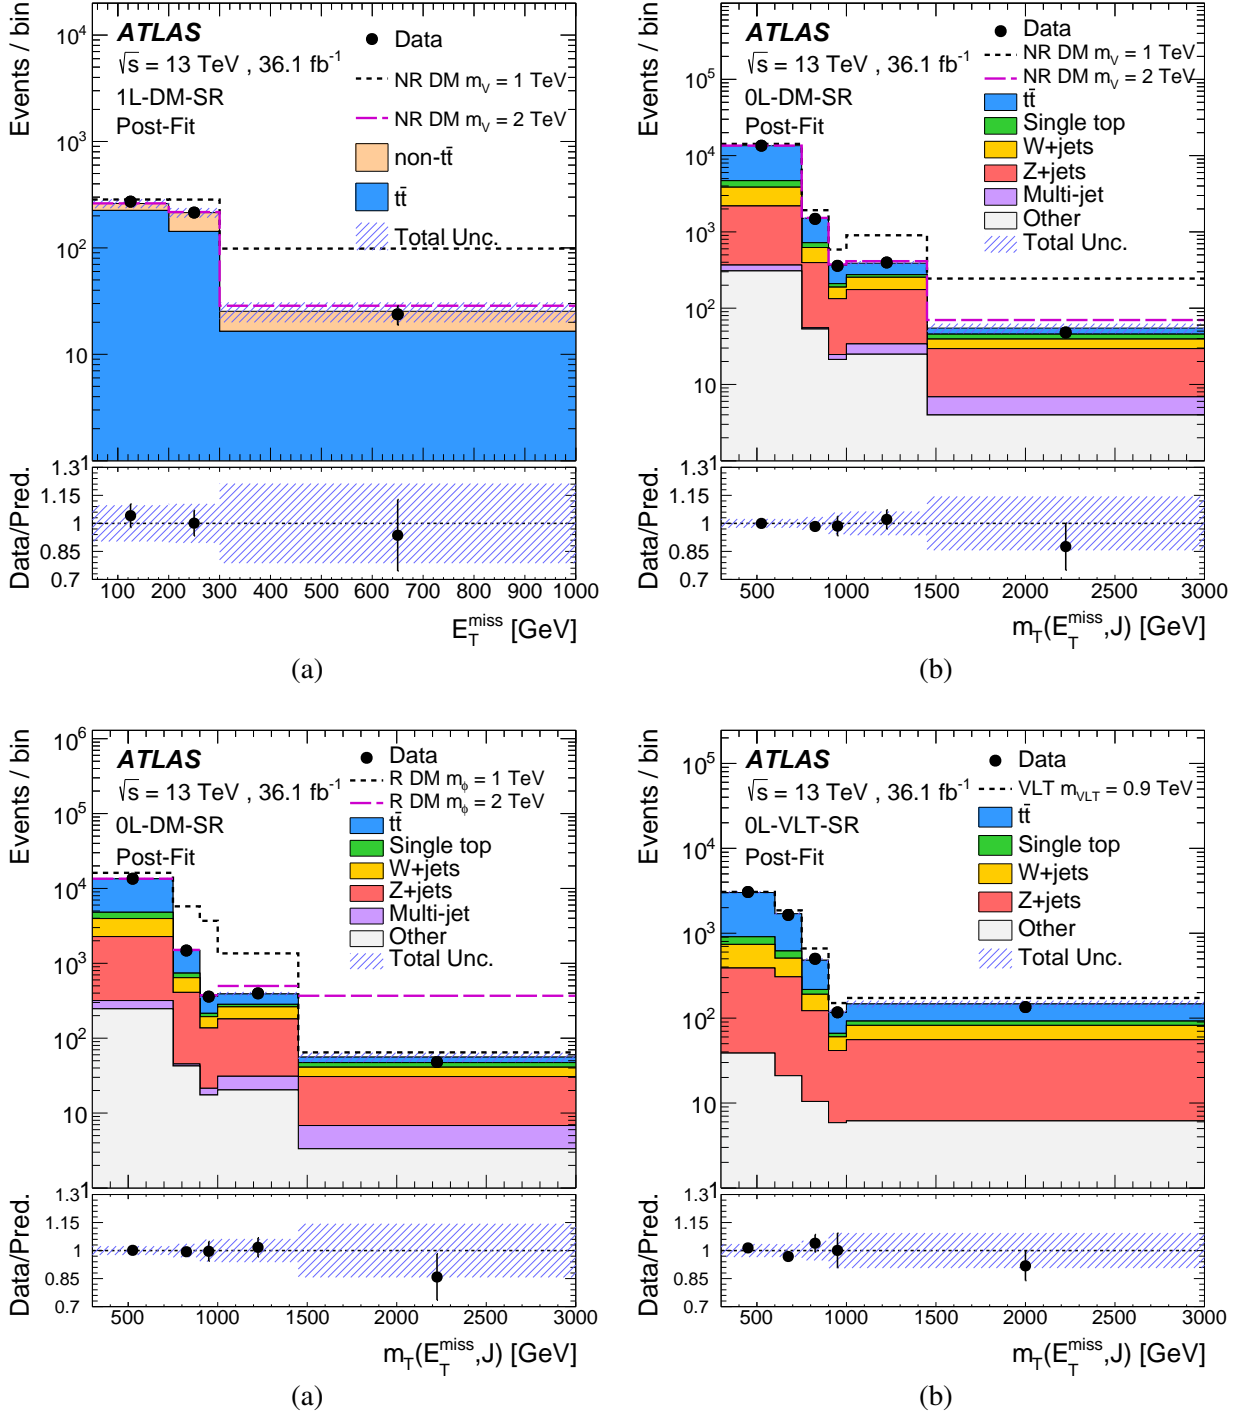 Events / bin
10⁴
10³
10²
10
1
ATLAS
√s = 13 TeV , 36.1 fb⁻¹
1L-DM-SR
Post-Fit
Data
NR DM m_V = 1 TeV
NR DM m_V = 2 TeV
non-tt̄
tt̄
Total Unc.
Data/Pred.
1.3
1.15
1
0.85
0.7
100 200 300 400 500 600 700 800 900 1000
E_T^miss [GeV]
(a)
Events / bin
10⁵
10⁴
10³
10²
10
1
ATLAS
√s = 13 TeV , 36.1 fb⁻¹
0L-DM-SR
Post-Fit
Data
NR DM m_V = 1 TeV
NR DM m_V = 2 TeV
tt̄
Single top
W+jets
Z+jets
Multi-jet
Other
Total Unc.
Data/Pred.
1.3
1.15
1
0.85
0.7
500 1000 1500 2000 2500 3000
m_T(E_T^miss,J) [GeV]
(b)
Events / bin
10⁶
10⁵
10⁴
10³
10²
10
1
ATLAS
√s = 13 TeV , 36.1 fb⁻¹
0L-DM-SR
Post-Fit
Data
R DM m_ϕ = 1 TeV
R DM m_ϕ = 2 TeV
tt̄
Single top
W+jets
Z+jets
Multi-jet
Other
Total Unc.
Data/Pred.
1.3
1.15
1
0.85
0.7
500 1000 1500 2000 2500 3000
m_T(E_T^miss,J) [GeV]
(a)
Events / bin
10⁵
10⁴
10³
10²
10
1
ATLAS
√s = 13 TeV , 36.1 fb⁻¹
0L-VLT-SR
Post-Fit
Data
VLT m_VLT = 0.9 TeV
tt̄
Single top
W+jets
Z+jets
Other
Total Unc.
Data/Pred.
1.3
1.15
1
0.85
0.7
500 1000 1500 2000 2500 3000
m_T(E_T^miss,J) [GeV]
(b)